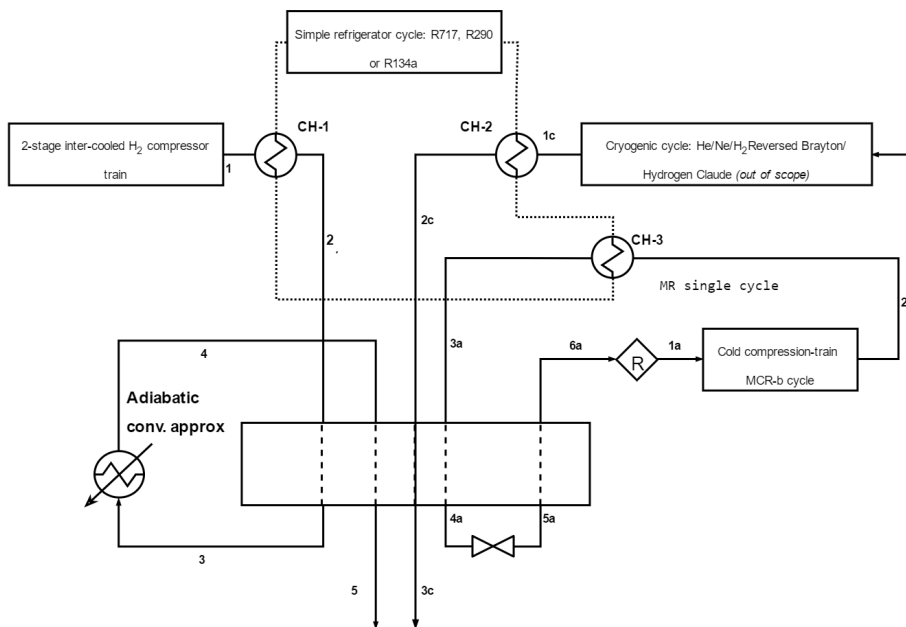 Simple refrigerator cycle: R717, R290
or R134a
CH-1
CH-2
1c
2-stage inter-cooled H2 compressor
train
1
Cryogenic cycle: He/Ne/H2Reversed Brayton/
Hydrogen Claude (out of scope)
2
2c
CH-3
MR single cycle
2
4
3a
6a
R
1a
Cold compression-train
MCR-b cycle
Adiabatic
conv. approx
4a
5a
3
5
3c